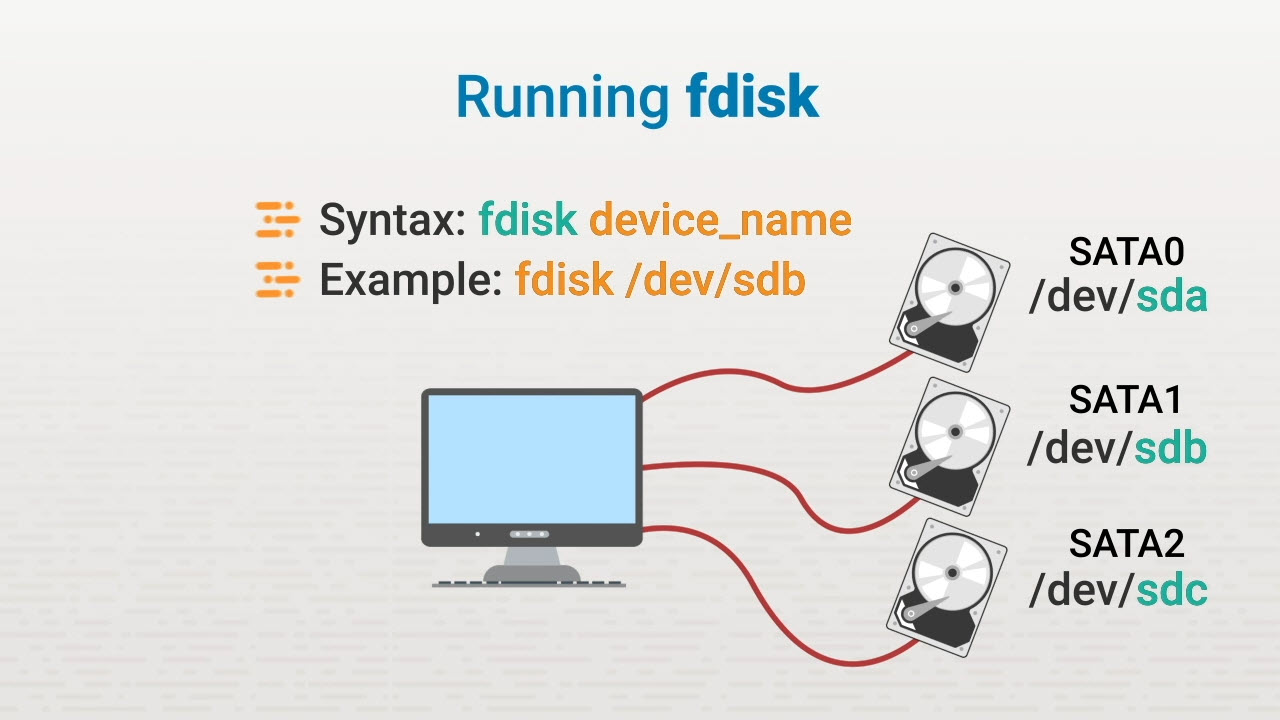 Running fdisk
Syntax: fdisk device_name
Example: fdisk /dev/sdb
SATA0
/dev/sda
SATA1
/dev/sdb
SATA2
/dev/sdc